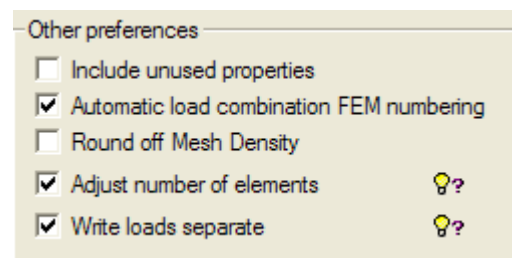 Other preferences
Include unused properties
Automatic load combination FEM numbering
Round off Mesh Density
Adjust number of elements ?
Write loads separate ?